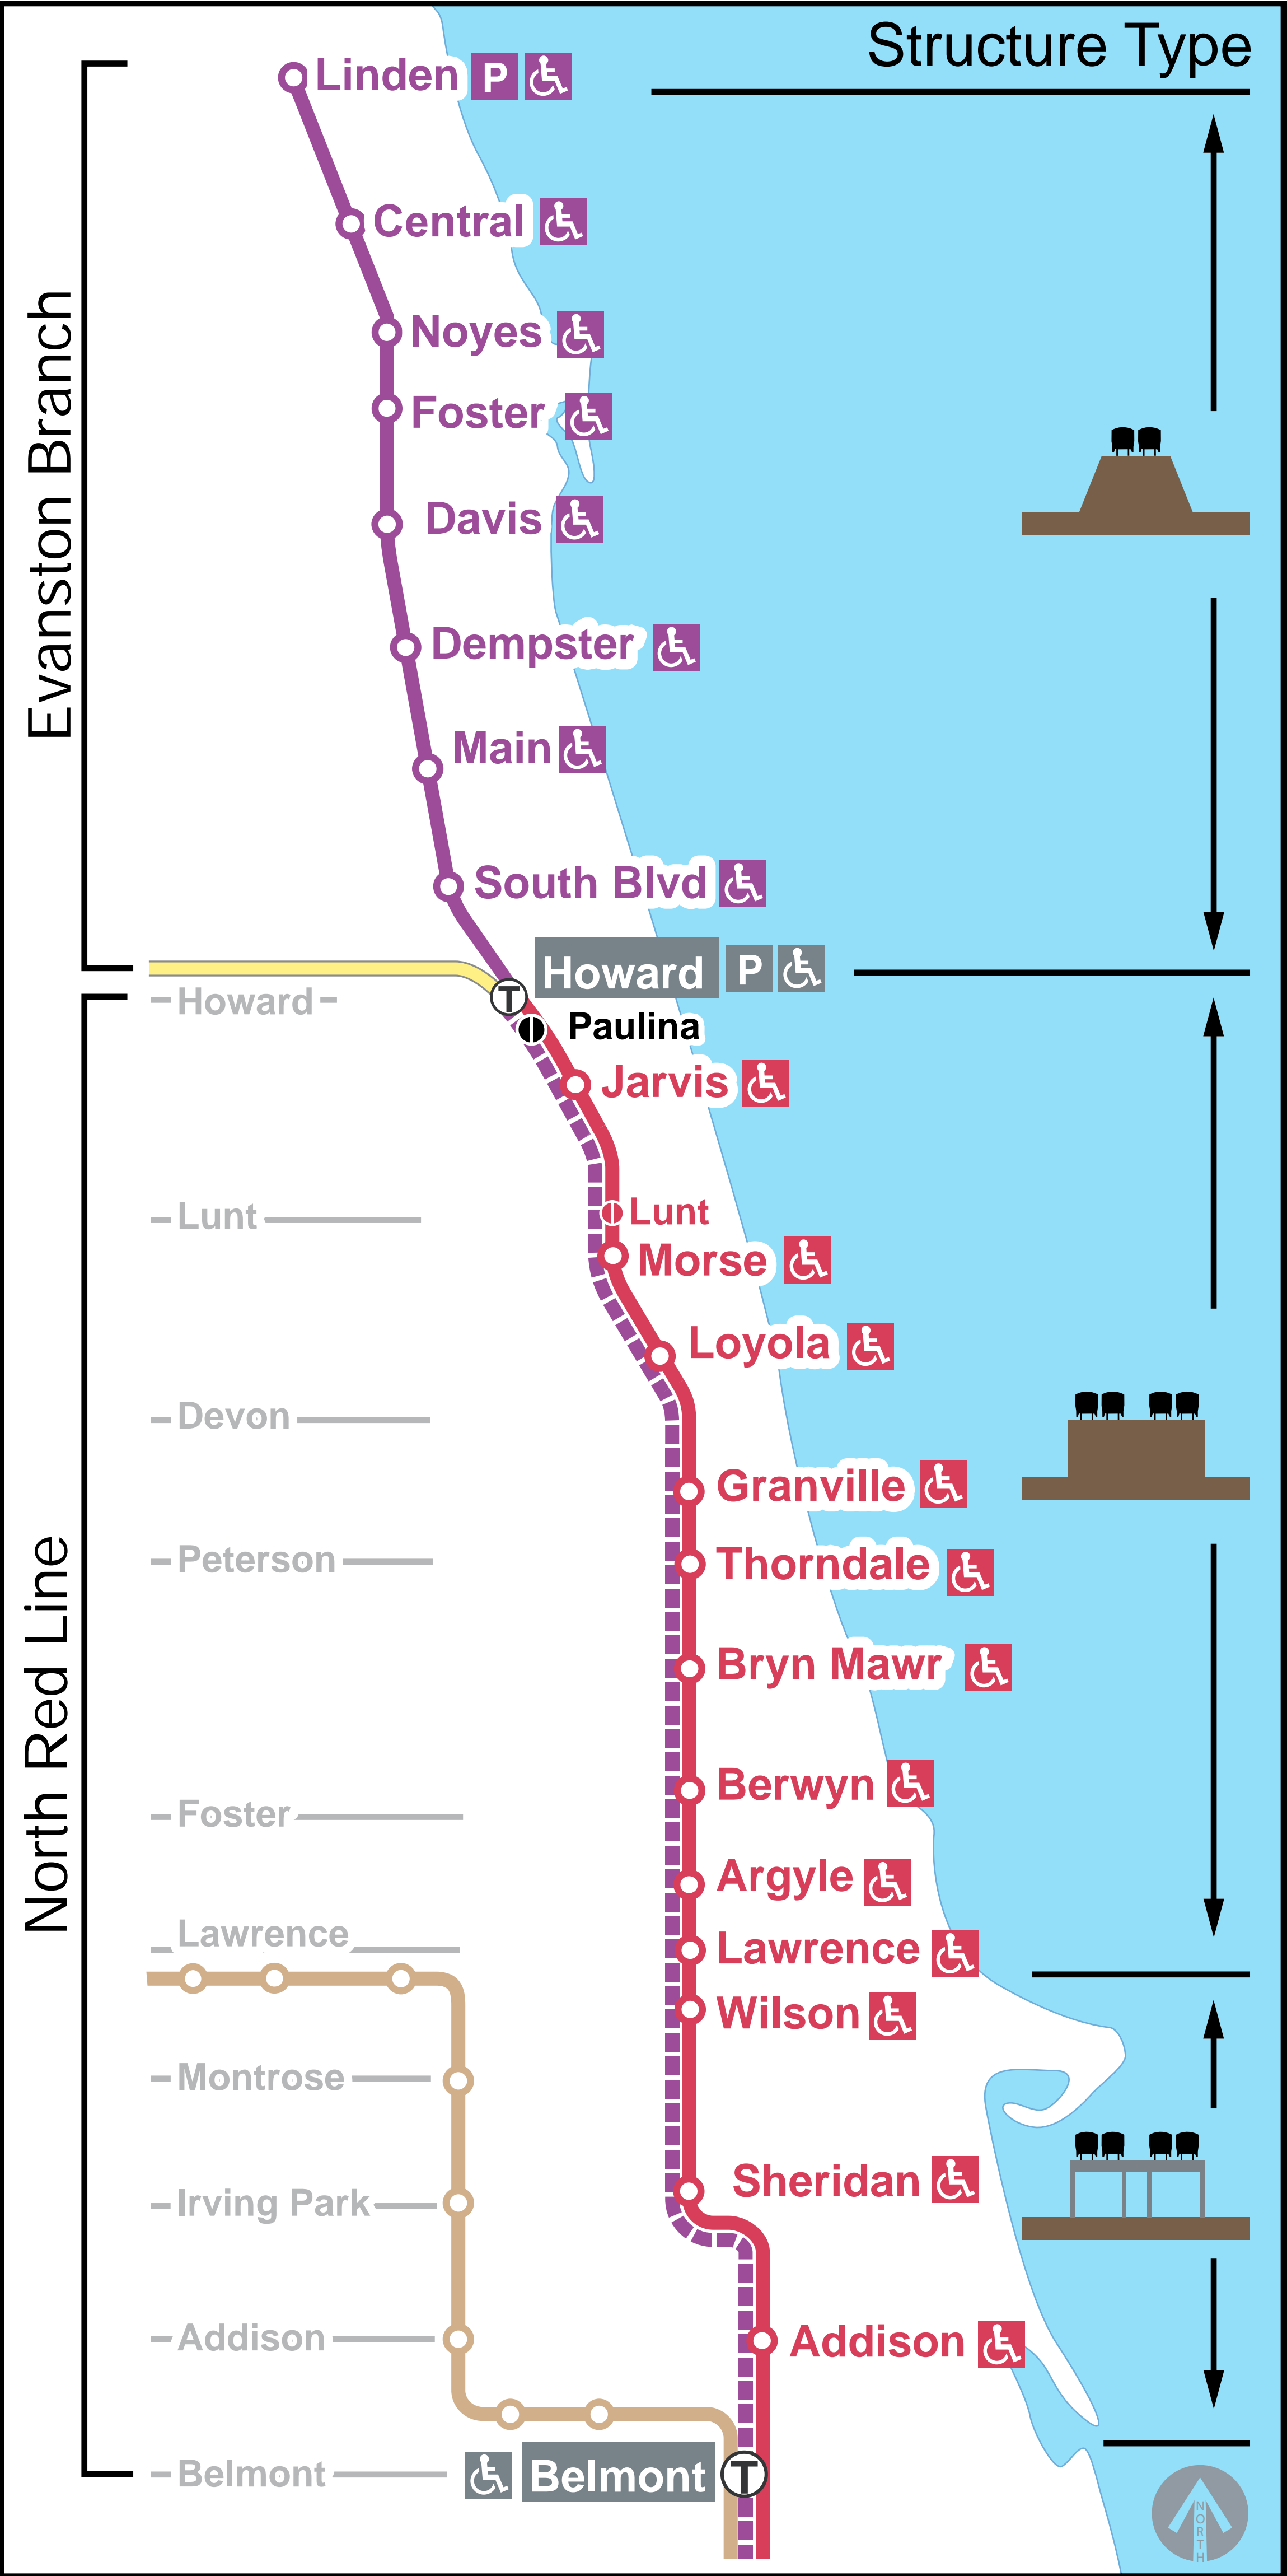 Structure Type
Linden P
Central
Noyes
Foster
Davis
Dempster
Main
South Blvd
Evanston Branch
Howard P
T
Howard
Paulina
Jarvis
Lunt
Lunt
Morse
Loyola
Devon
Granville
Peterson
Thorndale
Bryn Mawr
North Red Line
Berwyn
Foster
Argyle
Lawrence
Lawrence
Wilson
Montrose
Sheridan
Irving Park
Addison
Addison
Belmont
Belmont
T
NORTH